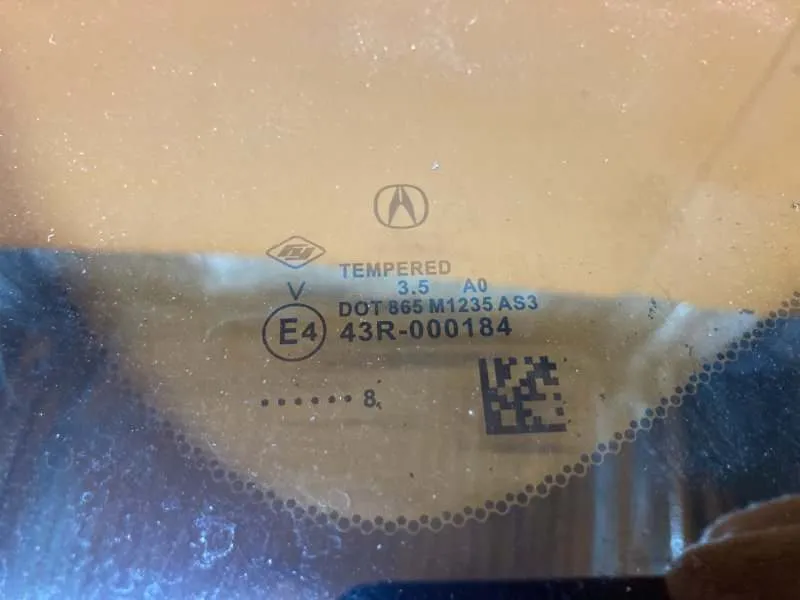 TEMPERED
V 3.5 A0
DOT 865 M1235 AS3
E4 43R-000184
...... 8.